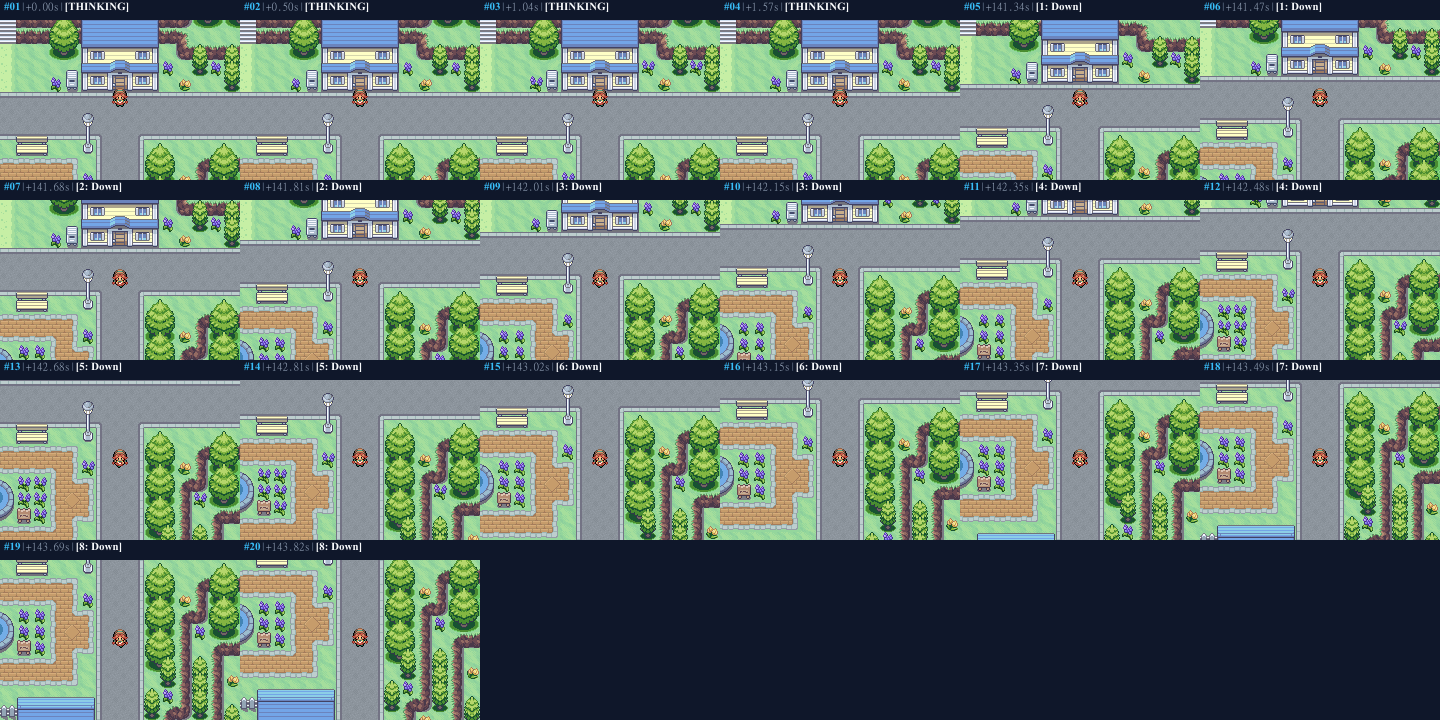 #01|+0.00s|[THINKING] #02|+0.50s|[THINKING] #03|+1.04s|[THINKING] #04|+1.57s|[THINKING] #05|+141.34s|[1: Down] #06|+141.47s|[1: Down]
#07|+141.68s|[2: Down] #08|+141.81s|[2: Down] #09|+142.01s|[3: Down] #10|+142.15s|[3: Down] #11|+142.35s|[4: Down] #12|+142.48s|[4: Down]
#13|+142.68s|[5: Down] #14|+142.81s|[5: Down] #15|+143.02s|[6: Down] #16|+143.15s|[6: Down] #17|+143.35s|[7: Down] #18|+143.49s|[7: Down]
#19|+143.69s|[8: Down] #20|+143.82s|[8: Down]